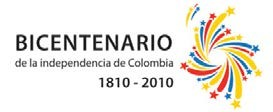 BICENTENARIO
de la independencia de Colombia
1810 - 2010